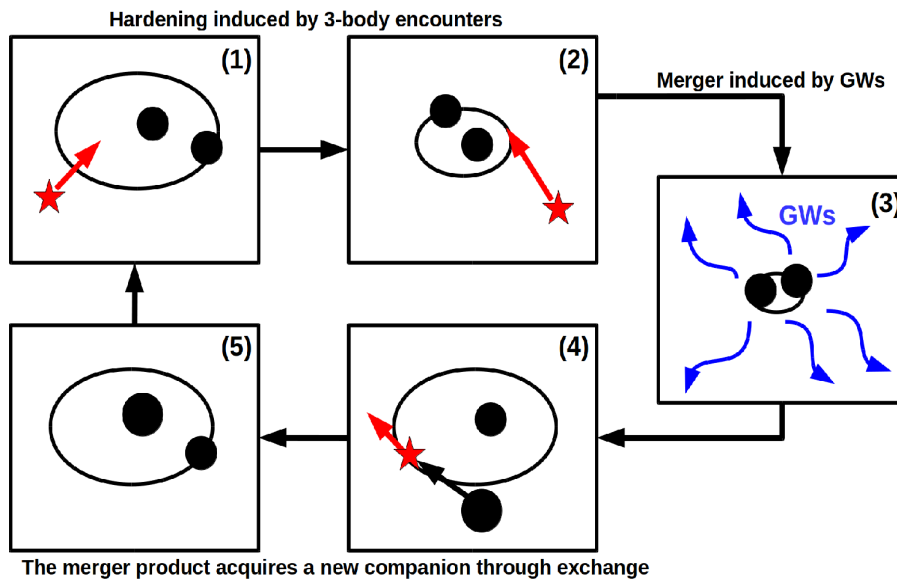 Hardening induced by 3-body encounters
(1)
(2)
Merger induced by GWs
GWs
(3)
(5)
(4)
The merger product acquires a new companion through exchange